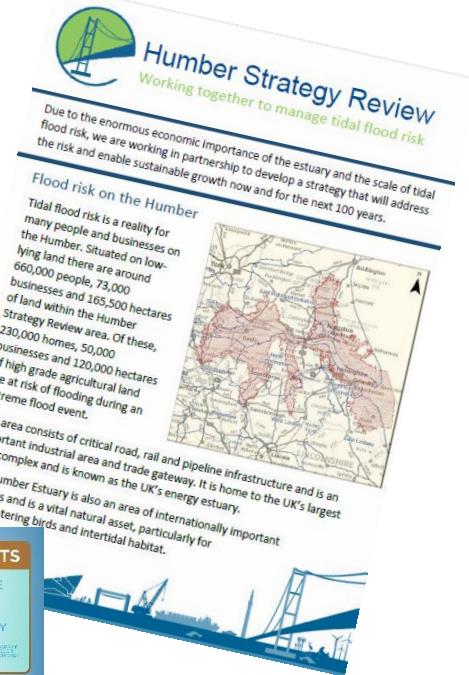 Humber Strategy Review
Working together to manage tidal flood risk
Due to the enormous economic importance of the estuary and the scale of tidal
flood risk, we are working in partnership to develop a strategy that will address
the risk and enable sustainable growth now and for the next 100 years.
Flood risk on the Humber
Tidal flood risk is a reality for
many people and businesses on
the Humber. Situated on low-
lying land there are around
660,000 people, 73,000
businesses and 165,500 hectares
of land within the Humber
Strategy Review area. Of these,
230,000 homes, 50,000
usinesses and 120,000 hectares
f high grade agricultural land
e at risk of flooding during an
treme flood event.
area consists of critical road, rail and pipeline infrastructure and is an
rtant industrial area and trade gateway. It is home to the UK's largest
complex and is known as the UK's energy estuary.
umber Estuary is also an area of internationally important
s and is a vital natural asset, particularly for
tering birds and intertidal habitat.
TS